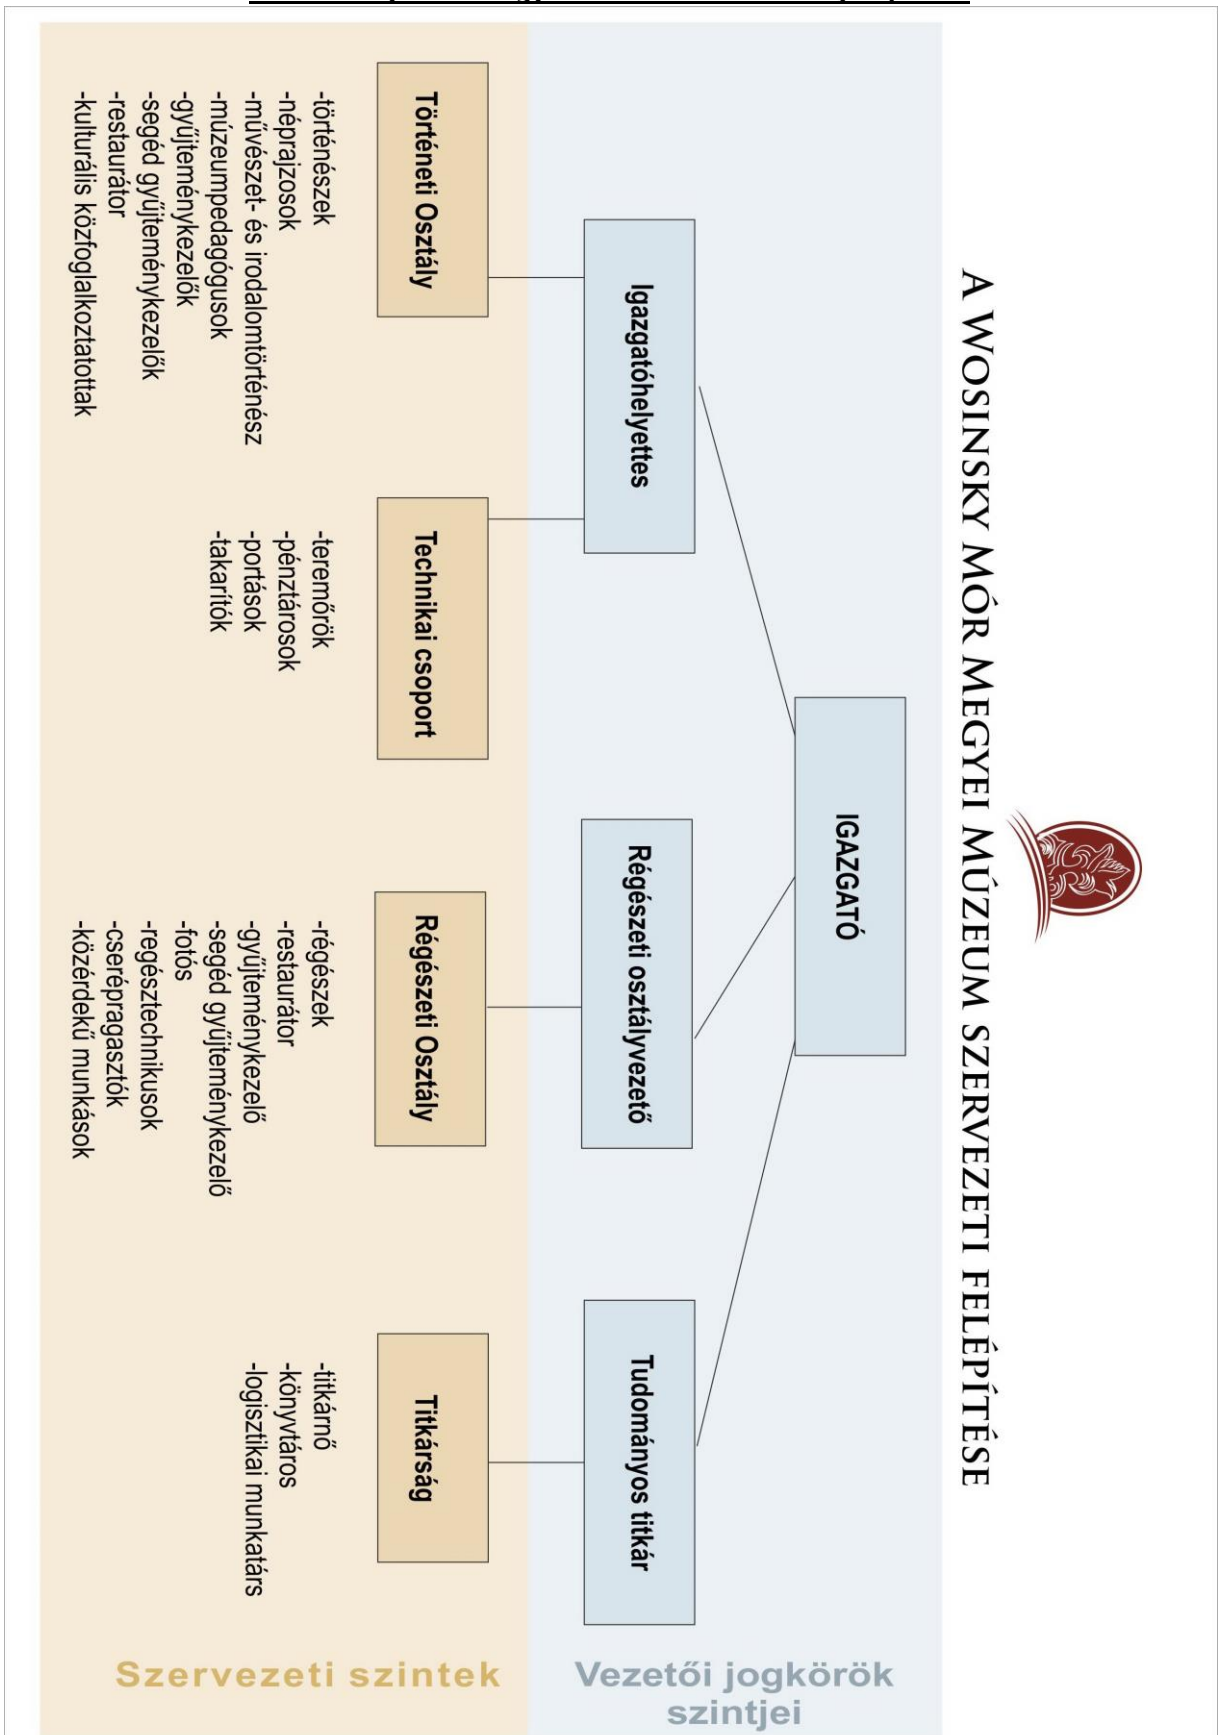 A WOSINSKY MÓR MEGYEI MÚZEUM SZERVEZETI FELÉPÍTÉSE
IGAZGATÓ
Igazgatóhelyettes
Régészeti osztályvezető
Tudományos titkár
Vezetői jogkörök
szintjei
Történeti Osztály
-történészek
-néprajzosok
-művészet- és irodalomtörténész
-múzeumpedagógusok
-gyűjteménykezelők
-segéd gyűjteménykezelők
-restaurátor
-kulturális közfoglalkoztatottak
Technikai csoport
-teremőrök
-pénztárosok
-portások
-takarítók
Régészeti Osztály
-régészek
-restaurátor
-gyűjteménykezelő
-segéd gyűjteménykezelő
-fotós
-regésztechnikusok
-cserépragasztók
-közérdekű munkások
Titkárság
-titkárnő
-könyvtáros
-logisztikai munkatárs
Szervezeti szintek